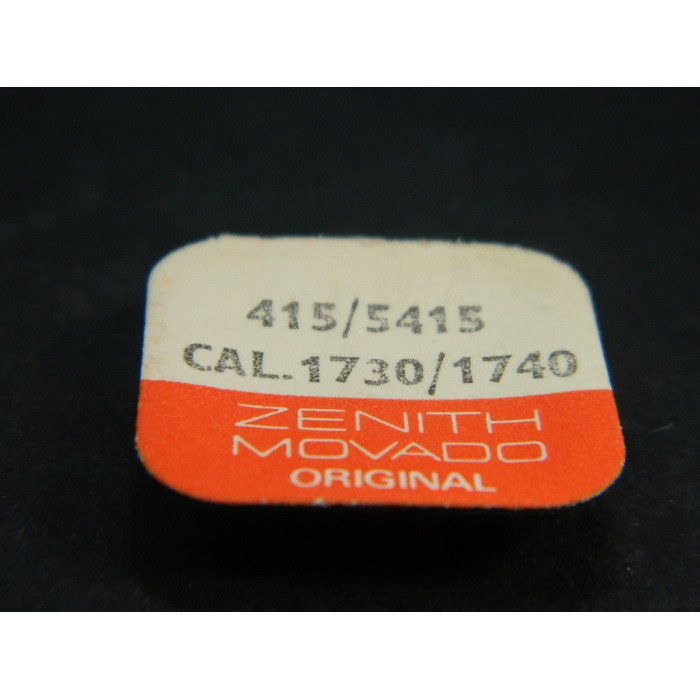 415/5415
CAL.1730/1740
ZENITH
MOVADO
ORIGINAL